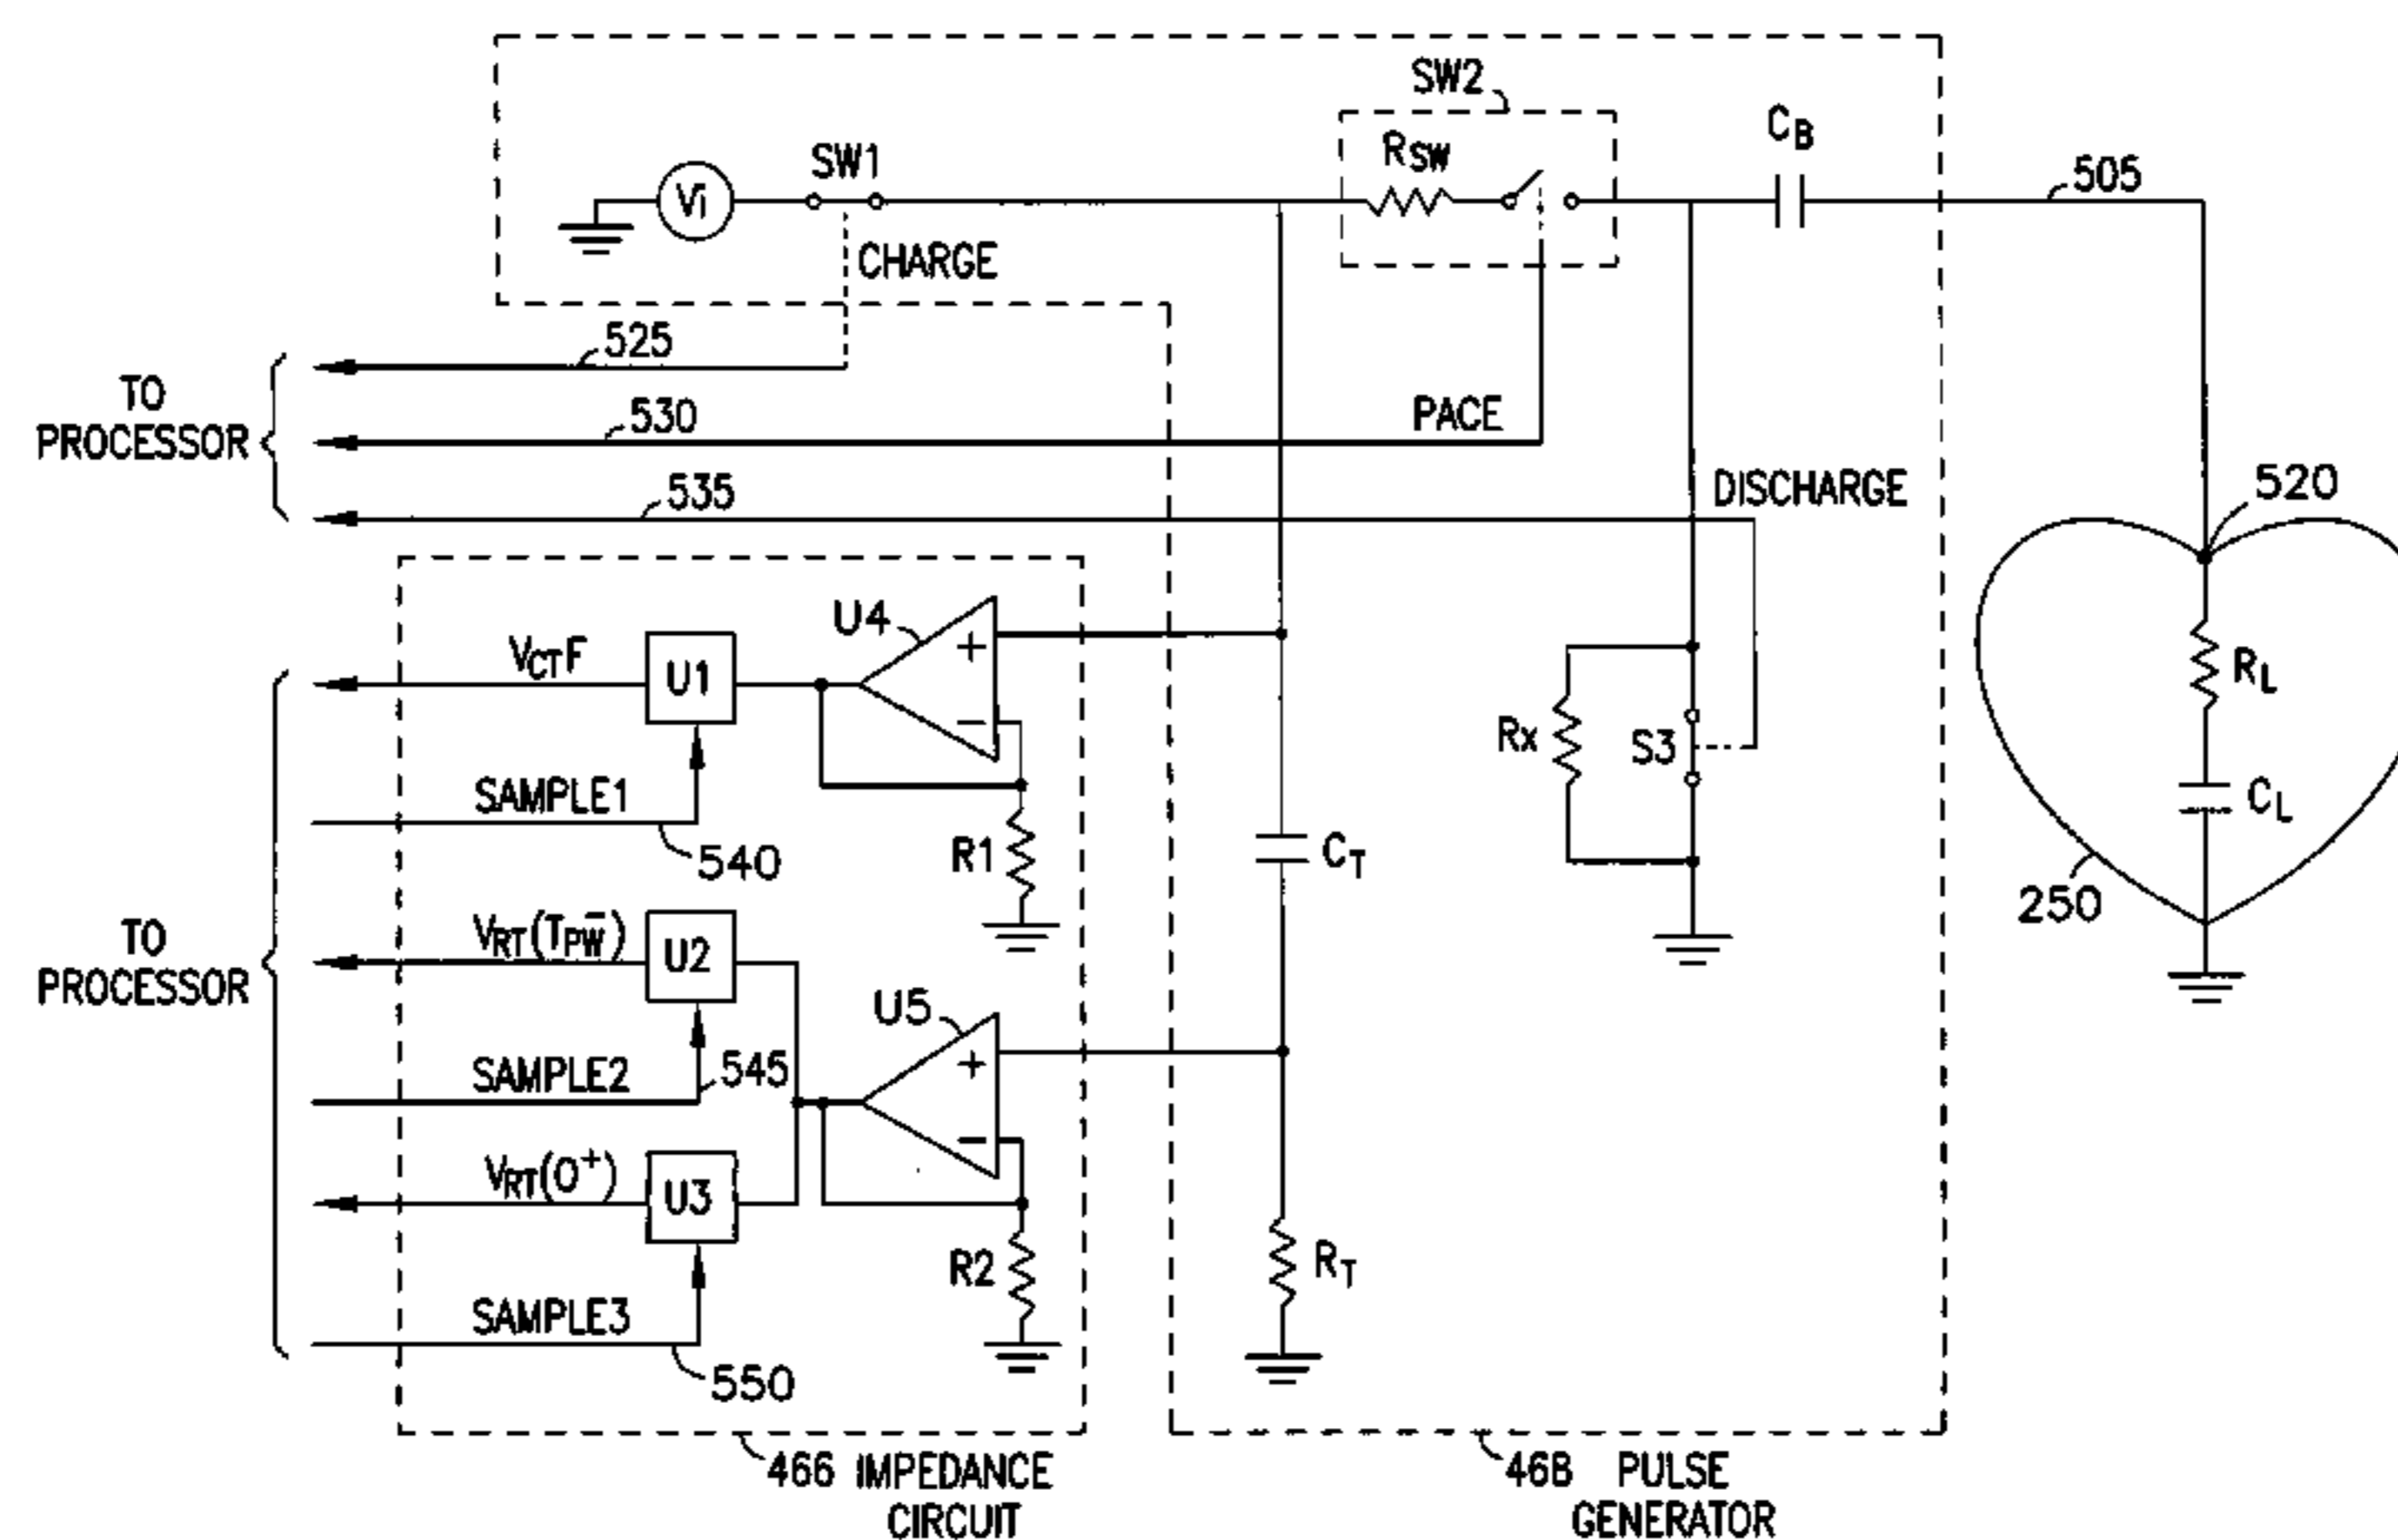 SW2
RSW
CB
SW1
Vi
505
CHARGE
525
TO
PROCESSOR
530
PACE
535
DISCHARGE
520
U4
+
−
VCTF
U1
RL
Rx
S3
SAMPLE1
540
R1
CT
CL
250
VRT(TPW−)
U2
TO
PROCESSOR
U5
+
−
SAMPLE2
545
VRT(0+)
U3
R2
RT
SAMPLE3
550
466 IMPEDANCE
CIRCUIT
468 PULSE
GENERATOR